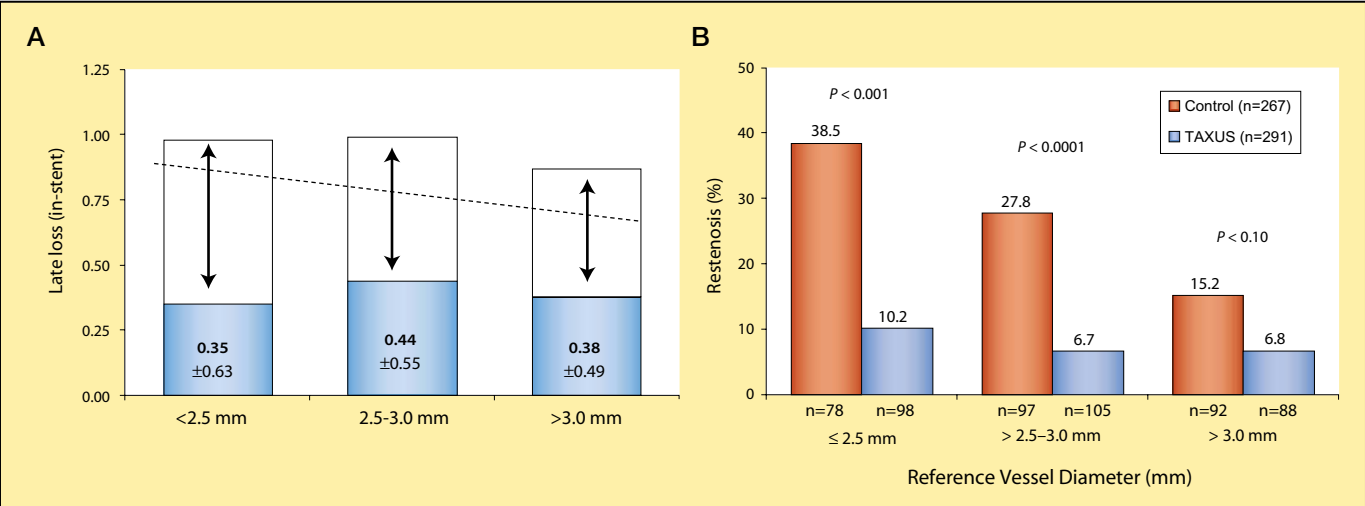 A
Late loss (in-stent)
1.25
1.00
0.75
0.50
0.25
0.00
0.35
±0.63
0.44
±0.55
0.38
±0.49
<2.5 mm 2.5-3.0 mm >3.0 mm
B
Restenosis (%)
50
40
30
20
10
0
P < 0.001
P < 0.0001
P < 0.10
Control (n=267)
TAXUS (n=291)
38.5
10.2
27.8
6.7
15.2
6.8
n=78 n=98 n=97 n=105 n=92 n=88
≤ 2.5 mm > 2.5–3.0 mm > 3.0 mm
Reference Vessel Diameter (mm)